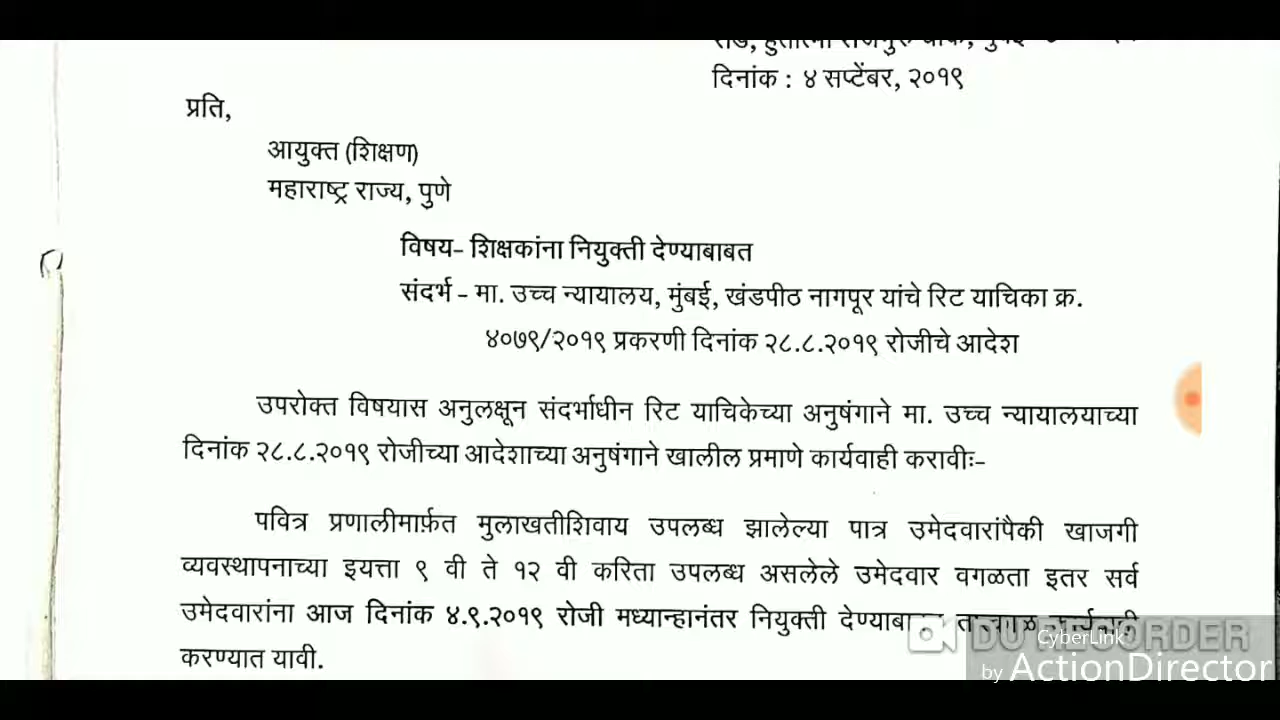 दिनांक : ४ सप्टेंबर, २०१९
प्रति,
आयुक्त (शिक्षण)
महाराष्ट्र राज्य, पुणे
विषय- शिक्षकांना नियुक्ती देण्याबाबत
संदर्भ - मा. उच्च न्यायालय, मुंबई, खंडपीठ नागपूर यांचे रिट याचिका क्र.
४०७९/२०१९ प्रकरणी दिनांक २८.८.२०१९ रोजीचे आदेश
उपरोक्त विषयास अनुलक्षून संदर्भाधीन रिट याचिकेच्या अनुषंगाने मा. उच्च न्यायालयाच्या
दिनांक २८.८.२०१९ रोजीच्या आदेशाच्या अनुषंगाने खालील प्रमाणे कार्यवाही करावीः-
पवित्र प्रणालीमार्फ़त मुलाखतीशिवाय उपलब्ध झालेल्या पात्र उमेदवारांपैकी खाजगी
व्यवस्थापनाच्या इयत्ता ९ वी ते १२ वी करिता उपलब्ध असलेले उमेदवार वगळता इतर सर्व
उमेदवारांना आज दिनांक ४.९.२०१९ रोजी मध्यान्हानंतर नियुक्ती
करण्यात यावी.
DU RECORDER
CyberLink
by ActionDirector